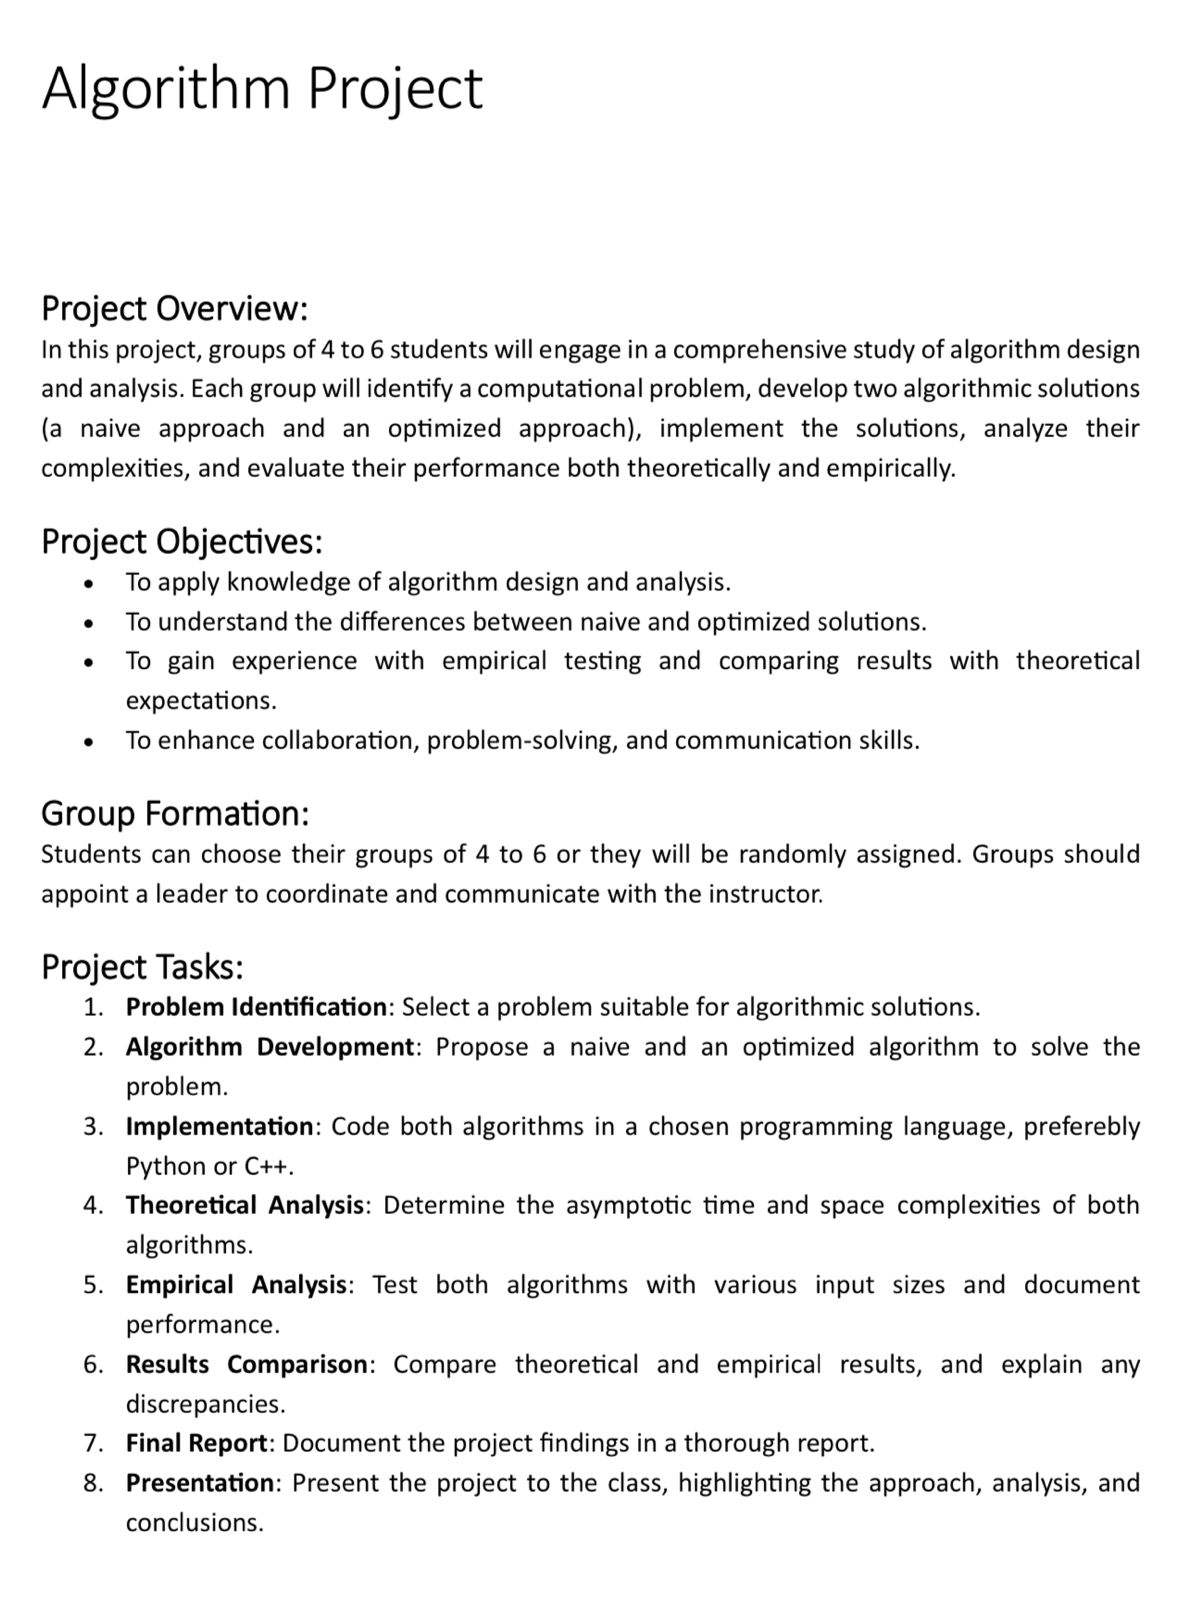 Algorithm Project
Project Overview:
In this project, groups of 4 to 6 students will engage in a comprehensive study of algorithm design
and analysis. Each group will identify a computational problem, develop two algorithmic solutions
(a naive approach and an optimized approach), implement the solutions, analyze their
complexities, and evaluate their performance both theoretically and empirically.
Project Objectives:
• To apply knowledge of algorithm design and analysis.
• To understand the differences between naive and optimized solutions.
• To gain experience with empirical testing and comparing results with theoretical
expectations.
• To enhance collaboration, problem-solving, and communication skills.
Group Formation:
Students can choose their groups of 4 to 6 or they will be randomly assigned. Groups should
appoint a leader to coordinate and communicate with the instructor.
Project Tasks:
1. Problem Identification: Select a problem suitable for algorithmic solutions.
2. Algorithm Development: Propose a naive and an optimized algorithm to solve the
problem.
3. Implementation: Code both algorithms in a chosen programming language, preferebly
Python or C++.
4. Theoretical Analysis: Determine the asymptotic time and space complexities of both
algorithms.
5. Empirical Analysis: Test both algorithms with various input sizes and document
performance.
6. Results Comparison: Compare theoretical and empirical results, and explain any
discrepancies.
7. Final Report: Document the project findings in a thorough report.
8. Presentation: Present the project to the class, highlighting the approach, analysis, and
conclusions.